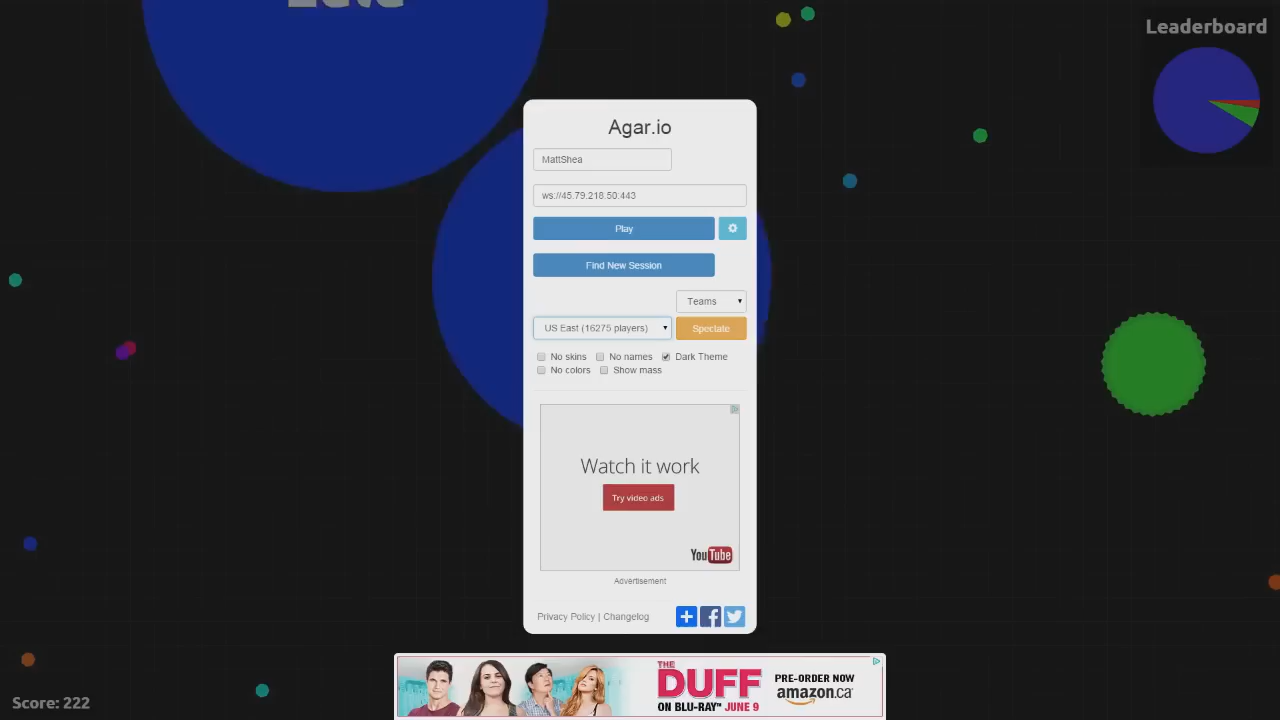 Leaderboard
Agar.io
MattShea
ws://45.79.218.50:443
Play
Find New Session
Teams
US East (16275 players)
Spectate
No skins
No names
Dark Theme
No colors
Show mass
Watch it work
Try video ads
YouTube
Advertisement
Privacy Policy | Changelog
THE
DUFF
ON BLU-RAY™ JUNE 9
PRE-ORDER NOW
amazon.ca
Score: 222